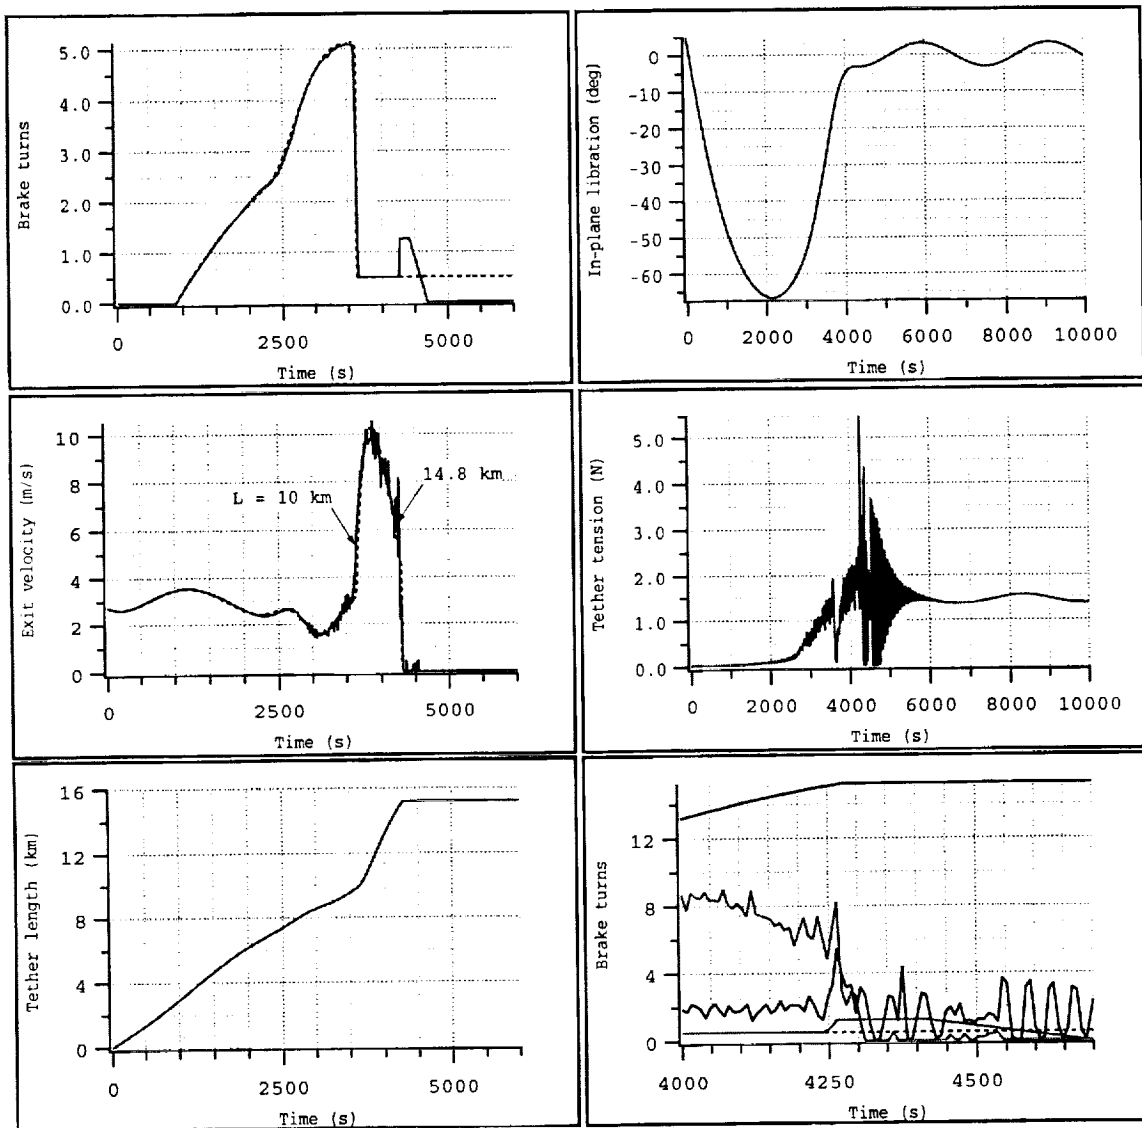 Brake turns
5.0
4.0
3.0
2.0
1.0
0.0
0 2500 5000
Time (s)
In-plane libration (deg)
0
-10
-20
-30
-40
-50
-60
0 2000 4000 6000 8000 10000
Time (s)
Exit velocity (m/s)
10
8
6
4
2
0
L = 10 km
14.8 km
0 2500 5000
Time (s)
Tether tension (N)
5.0
4.0
3.0
2.0
1.0
0.0
0 2000 4000 6000 8000 10000
Time (s)
Tether length (km)
16
12
8
4
0
0 2500 5000
Time (s)
Brake turns
12
8
4
0
4000 4250 4500
Time (s)